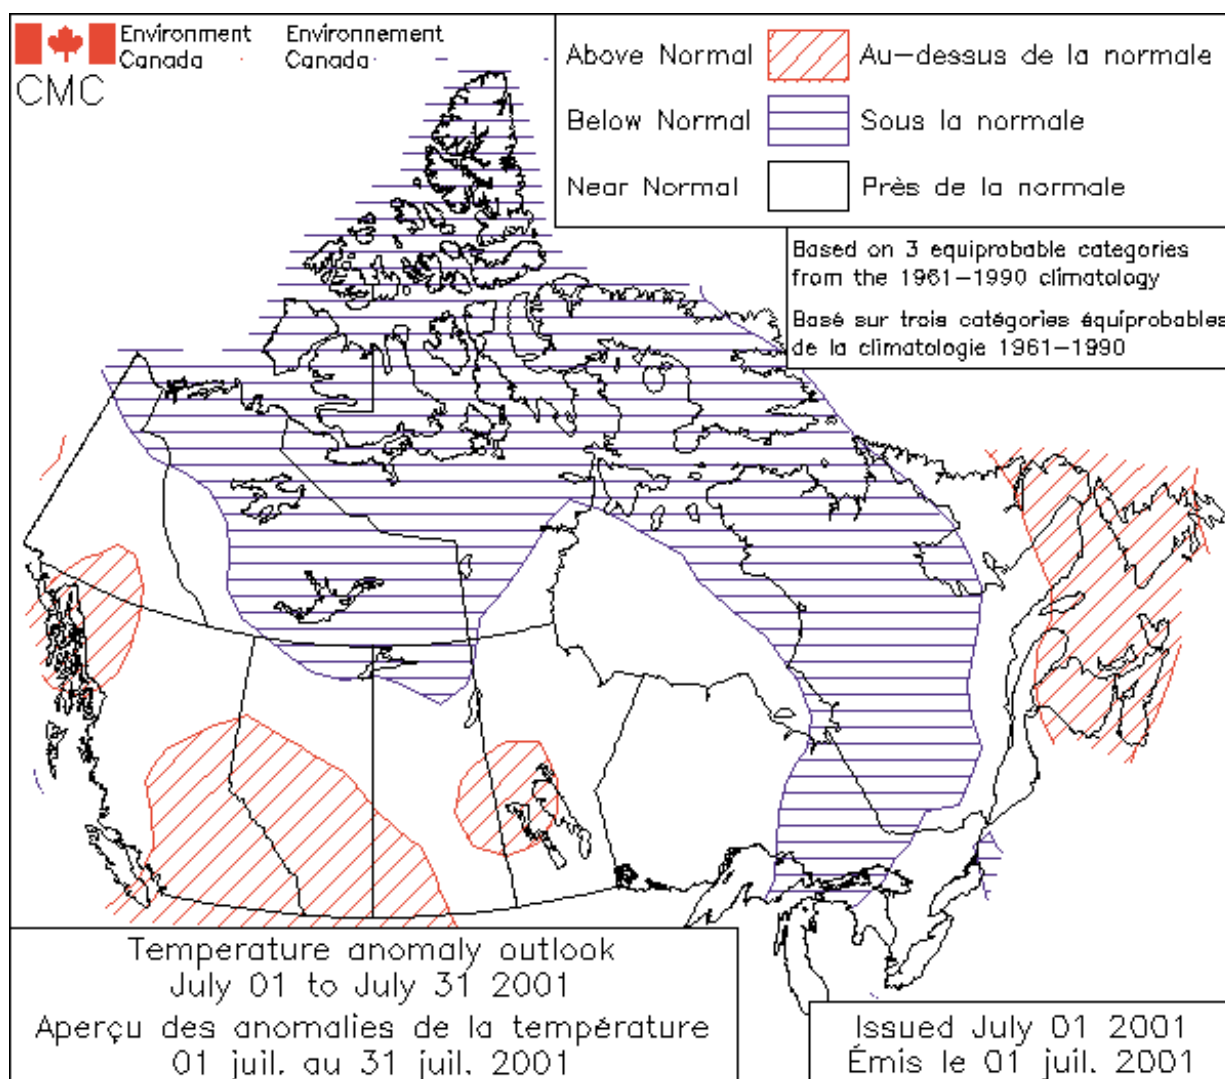 Environment Environnement
Canada Canada
CMC
Above Normal Au-dessus de la normale
Below Normal Sous la normale
Near Normal Près de la normale
Based on 3 equiprobable categories
from the 1961-1990 climatology
Basé sur trois catégories équiprobables
de la climatologie 1961-1990
Temperature anomaly outlook
July 01 to July 31 2001
Aperçu des anomalies de la température
01 juil. au 31 juil. 2001
Issued July 01 2001
Émis le 01 juil. 2001